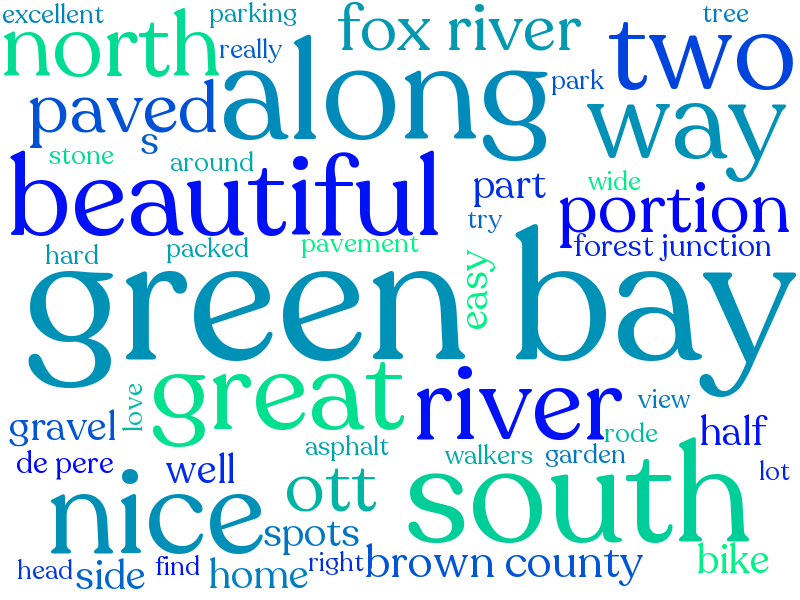 excellent
parking
fox river
tree
north
really
two
along
park
paved
way
s
stone
around
beautiful
part
wide
portion
try
hard
packed
pavement
forest junction
easy
green bay
love
great
river
view
gravel
rode
half
asphalt
walkers
garden
de pere
well
lot
nice
ott
south
spots
head
side
find
home
right
brown county
bike